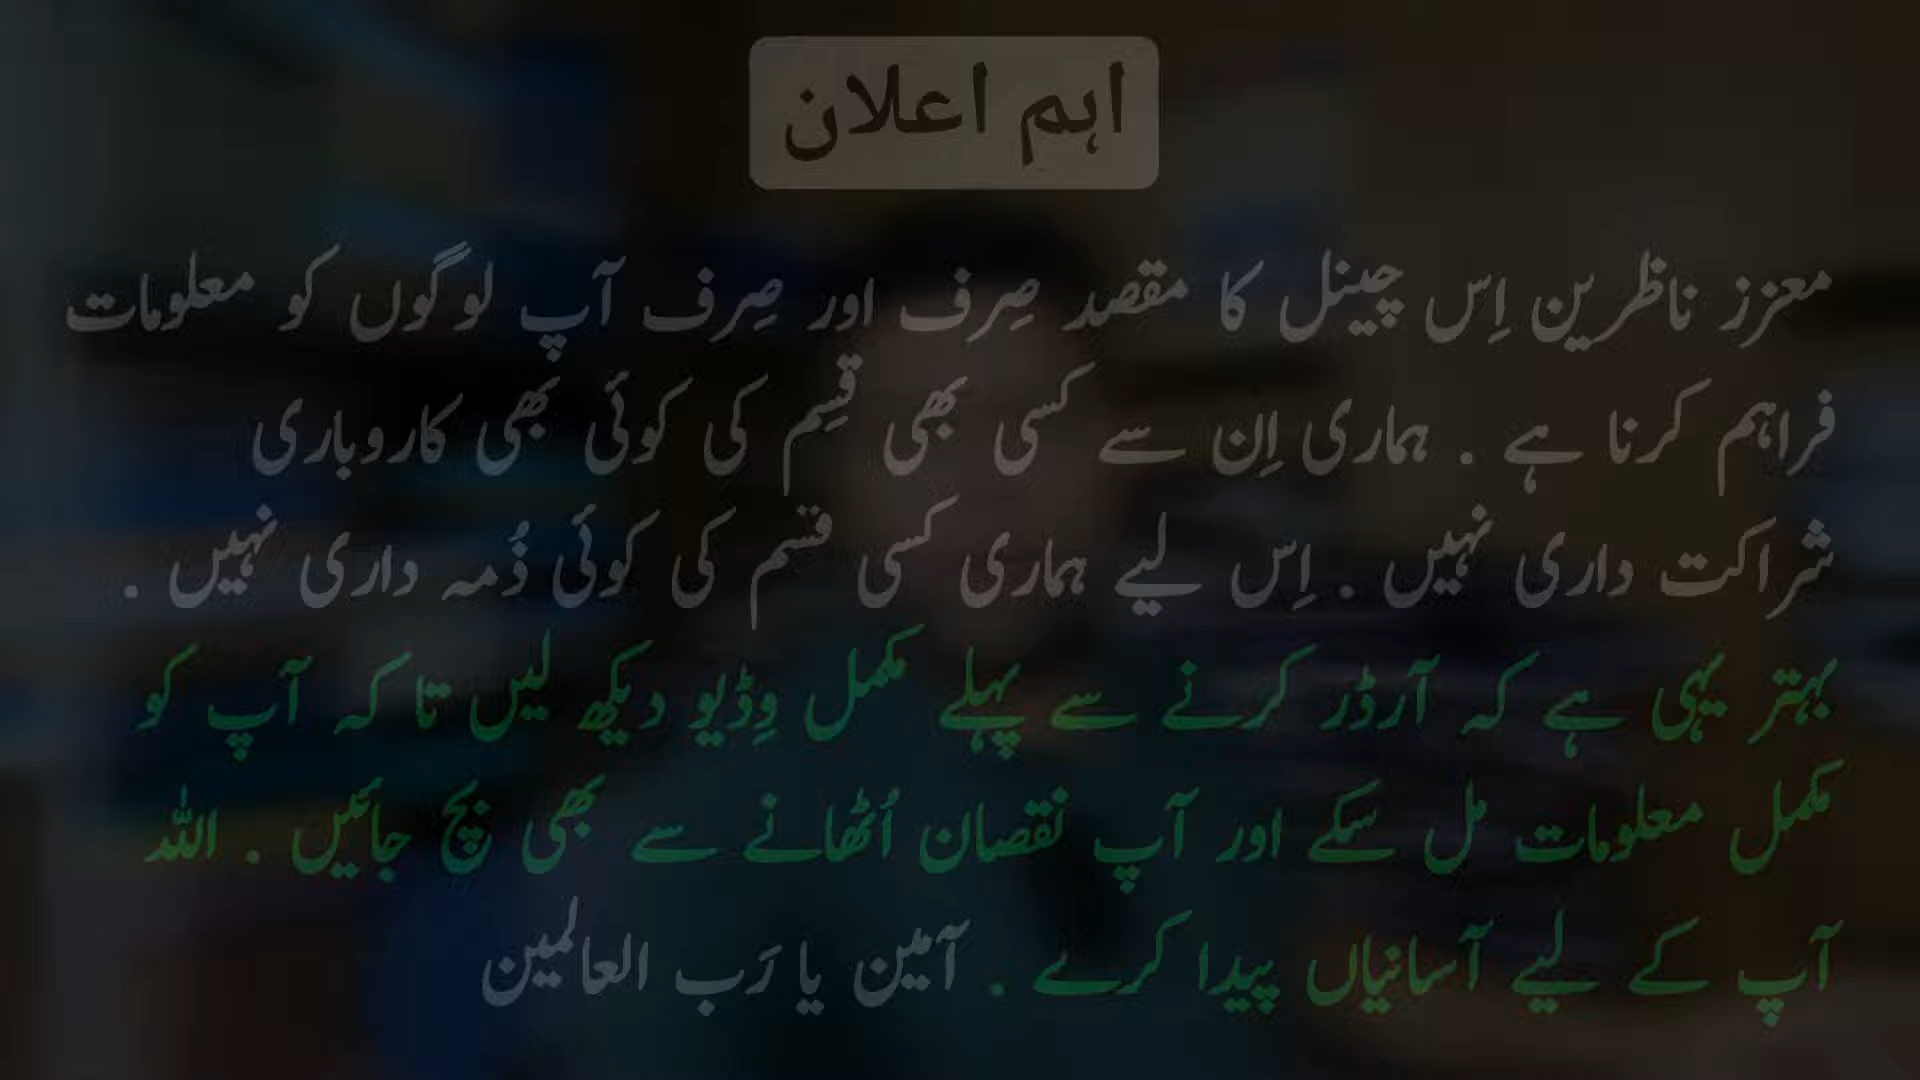 اہم اعلان
معزز ناظرین اِس چینل کا مقصد صِرف اور صِرف آپ لوگوں کو معلومات
فراہم کرنا ہے . ہماری اِن سے کسی بھی قسِم کی کوئی بھی کاروباری
شراکت داری نہیں . اِس لیے ہماری کسی قسم کی کوئی ذُمہ داری نہیں .
بہتر یہی ہے کہ آرڈر کرنے سے پہلے مکمل وِڈیو دیکھ لیں تا کہ آپ کو
مکمل معلومات مل سکے اور آپ نقصان اُٹھانے سے بھی بچ جائیں . اللہ
آپ کے لیے آسانیاں پیدا کرے . آمین یا رَب العالمین